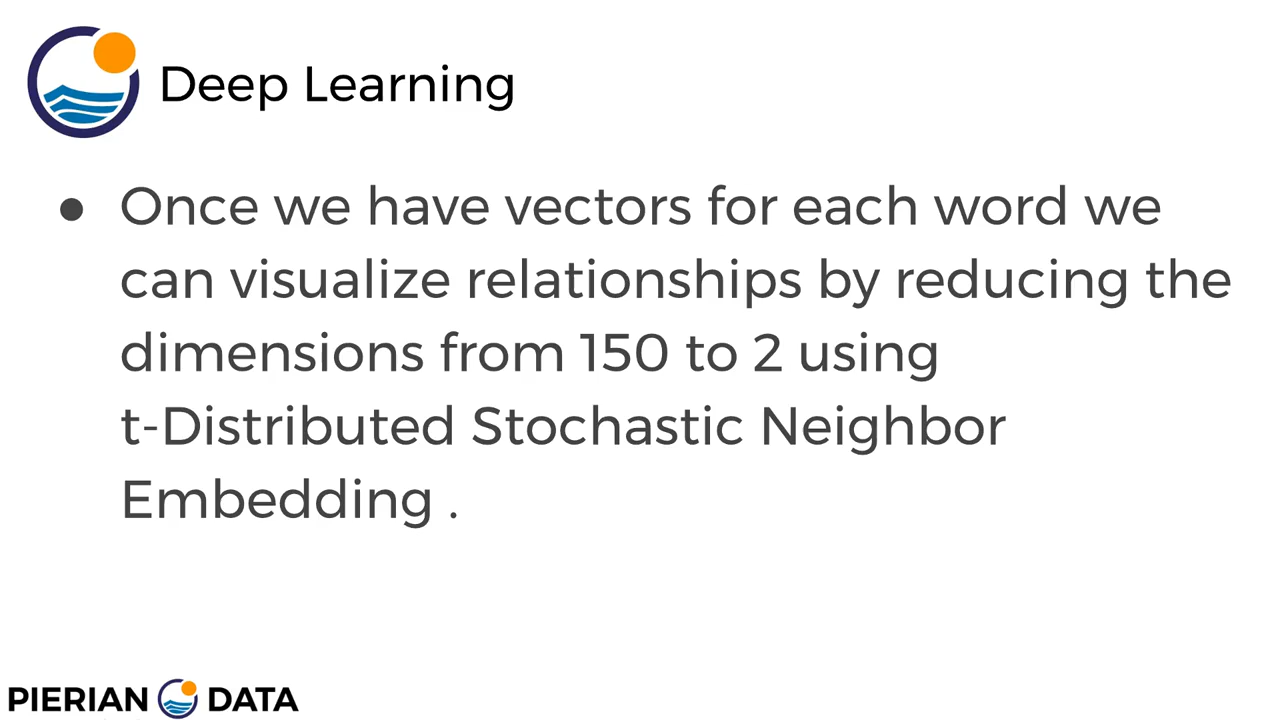 Deep Learning
● Once we have vectors for each word we
can visualize relationships by reducing the
dimensions from 150 to 2 using
t-Distributed Stochastic Neighbor
Embedding .
PIERIAN DATA